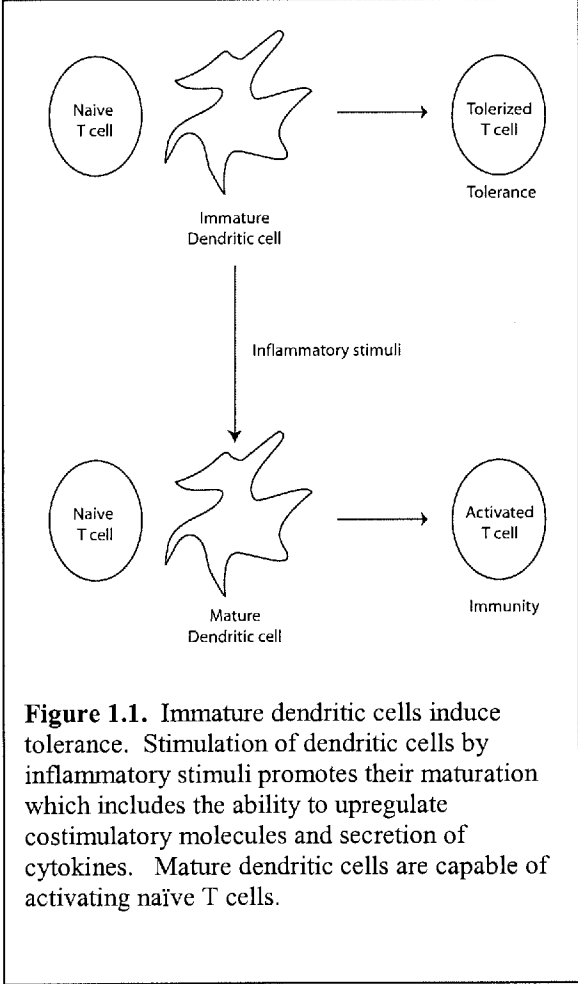 Naive
T cell
Immature
Dendritic cell
Tolerized
T cell
Tolerance
Inflammatory stimuli
Naive
T cell
Mature
Dendritic cell
Activated
T cell
Immunity
Figure 1.1. Immature dendritic cells induce
tolerance. Stimulation of dendritic cells by
inflammatory stimuli promotes their maturation
which includes the ability to upregulate
costimulatory molecules and secretion of
cytokines. Mature dendritic cells are capable of
activating naïve T cells.